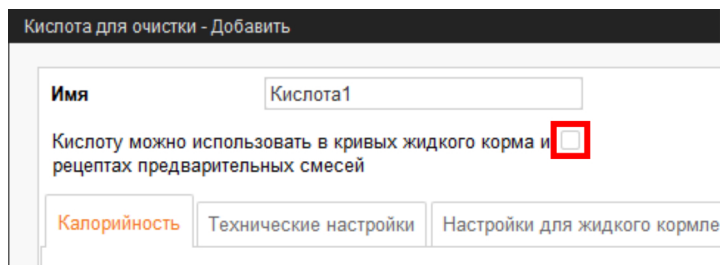 Кислота для очистки - Добавить
Имя Кислота1
Кислоту можно использовать в кривых жидкого корма и
рецептах предварительных смесей
Калорийность Технические настройки Настройки для жидкого кормле